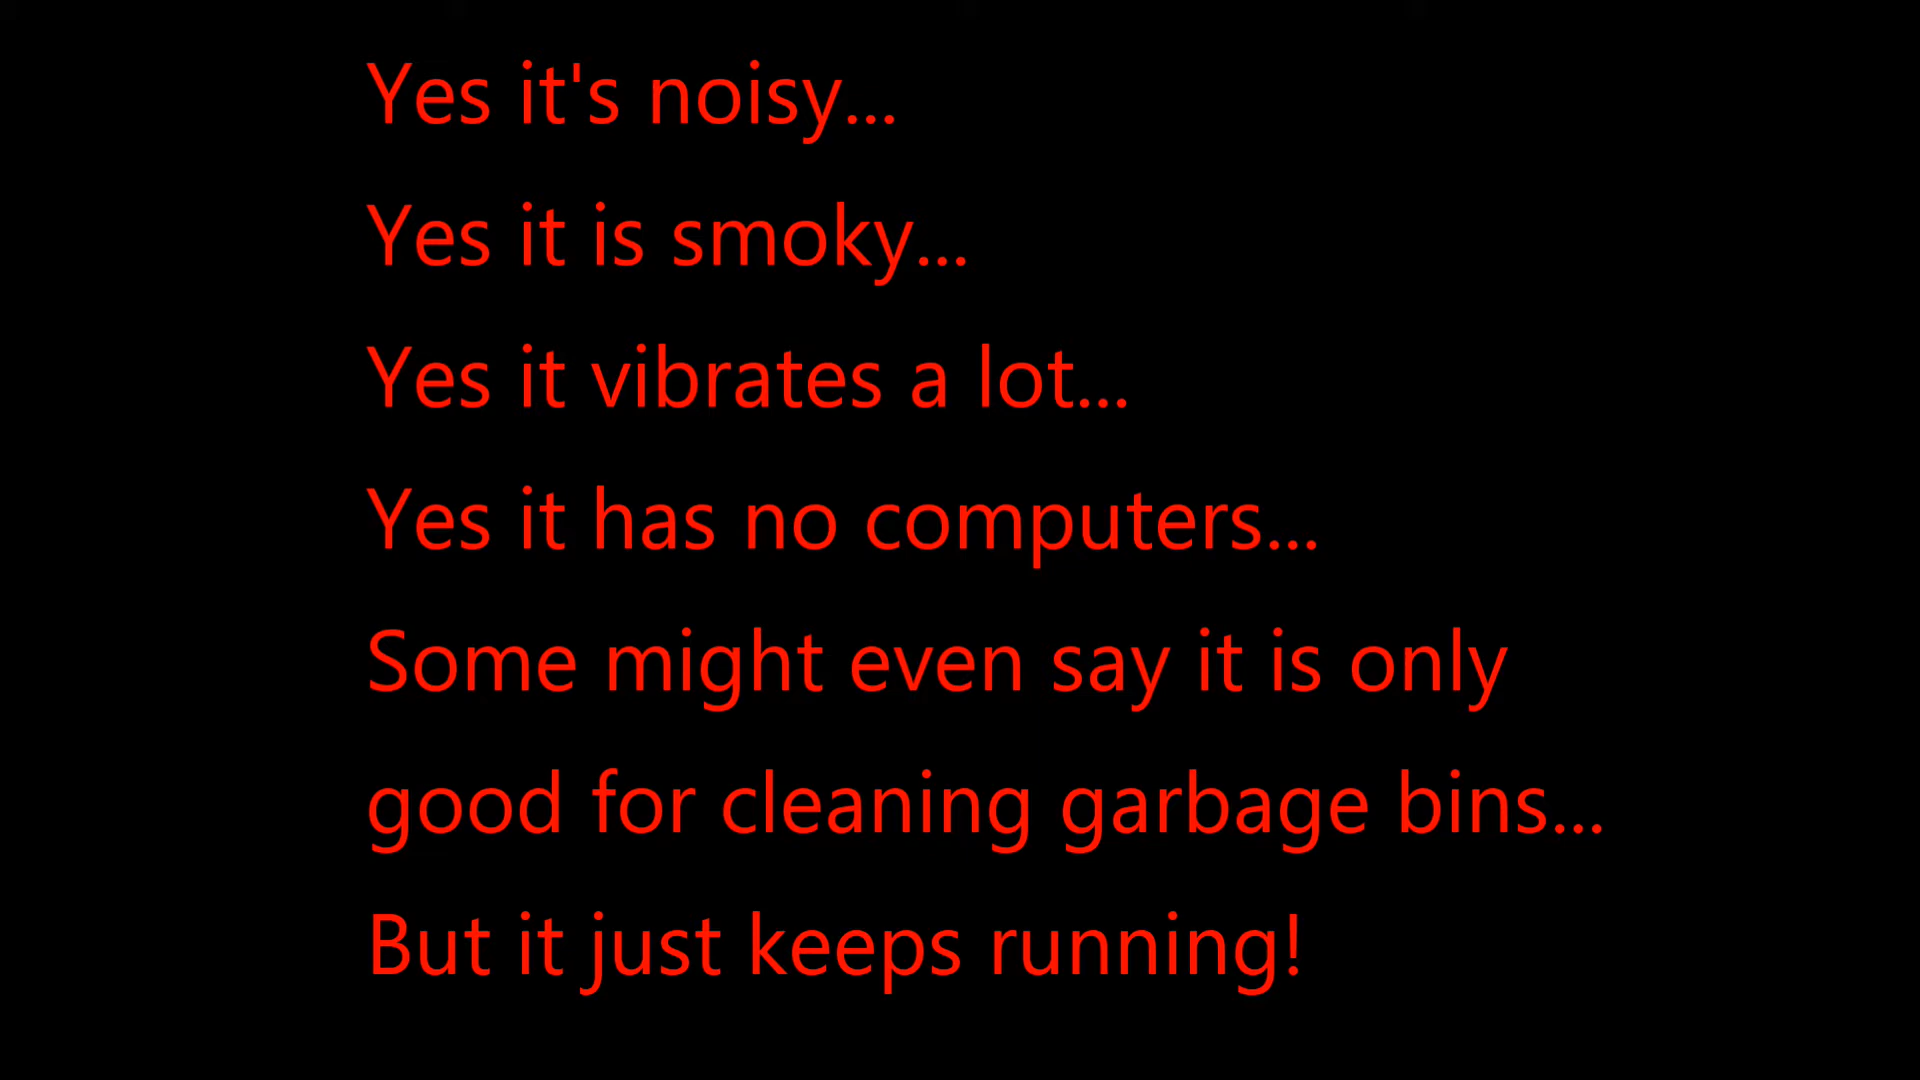 Yes it's noisy...
Yes it is smoky...
Yes it vibrates a lot...
Yes it has no computers...
Some might even say it is only
good for cleaning garbage bins...
But it just keeps running!